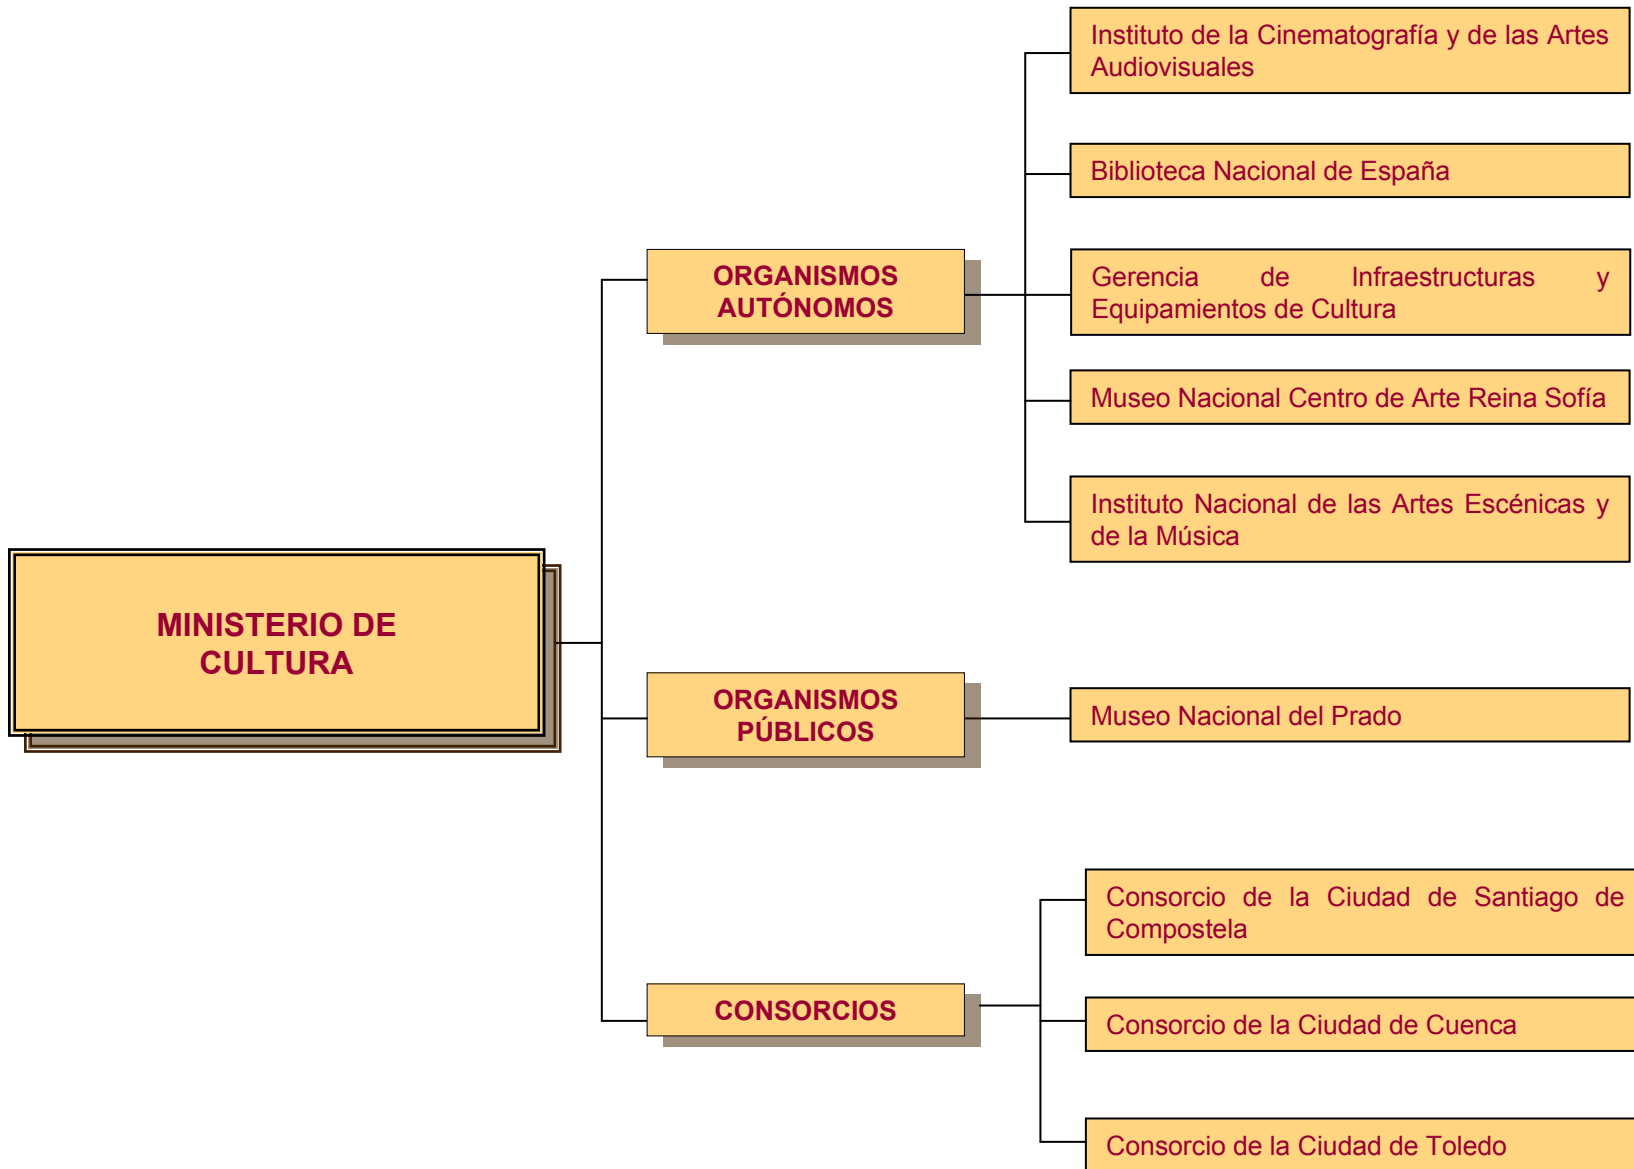 Instituto de la Cinematografía y de las Artes
Audiovisuales
Biblioteca Nacional de España
ORGANISMOS
AUTÓNOMOS
Gerencia de Infraestructuras y
Equipamientos de Cultura
Museo Nacional Centro de Arte Reina Sofía
Instituto Nacional de las Artes Escénicas y
de la Música
MINISTERIO DE
CULTURA
ORGANISMOS
PÚBLICOS
Museo Nacional del Prado
Consorcio de la Ciudad de Santiago de
Compostela
CONSORCIOS
Consorcio de la Ciudad de Cuenca
Consorcio de la Ciudad de Toledo